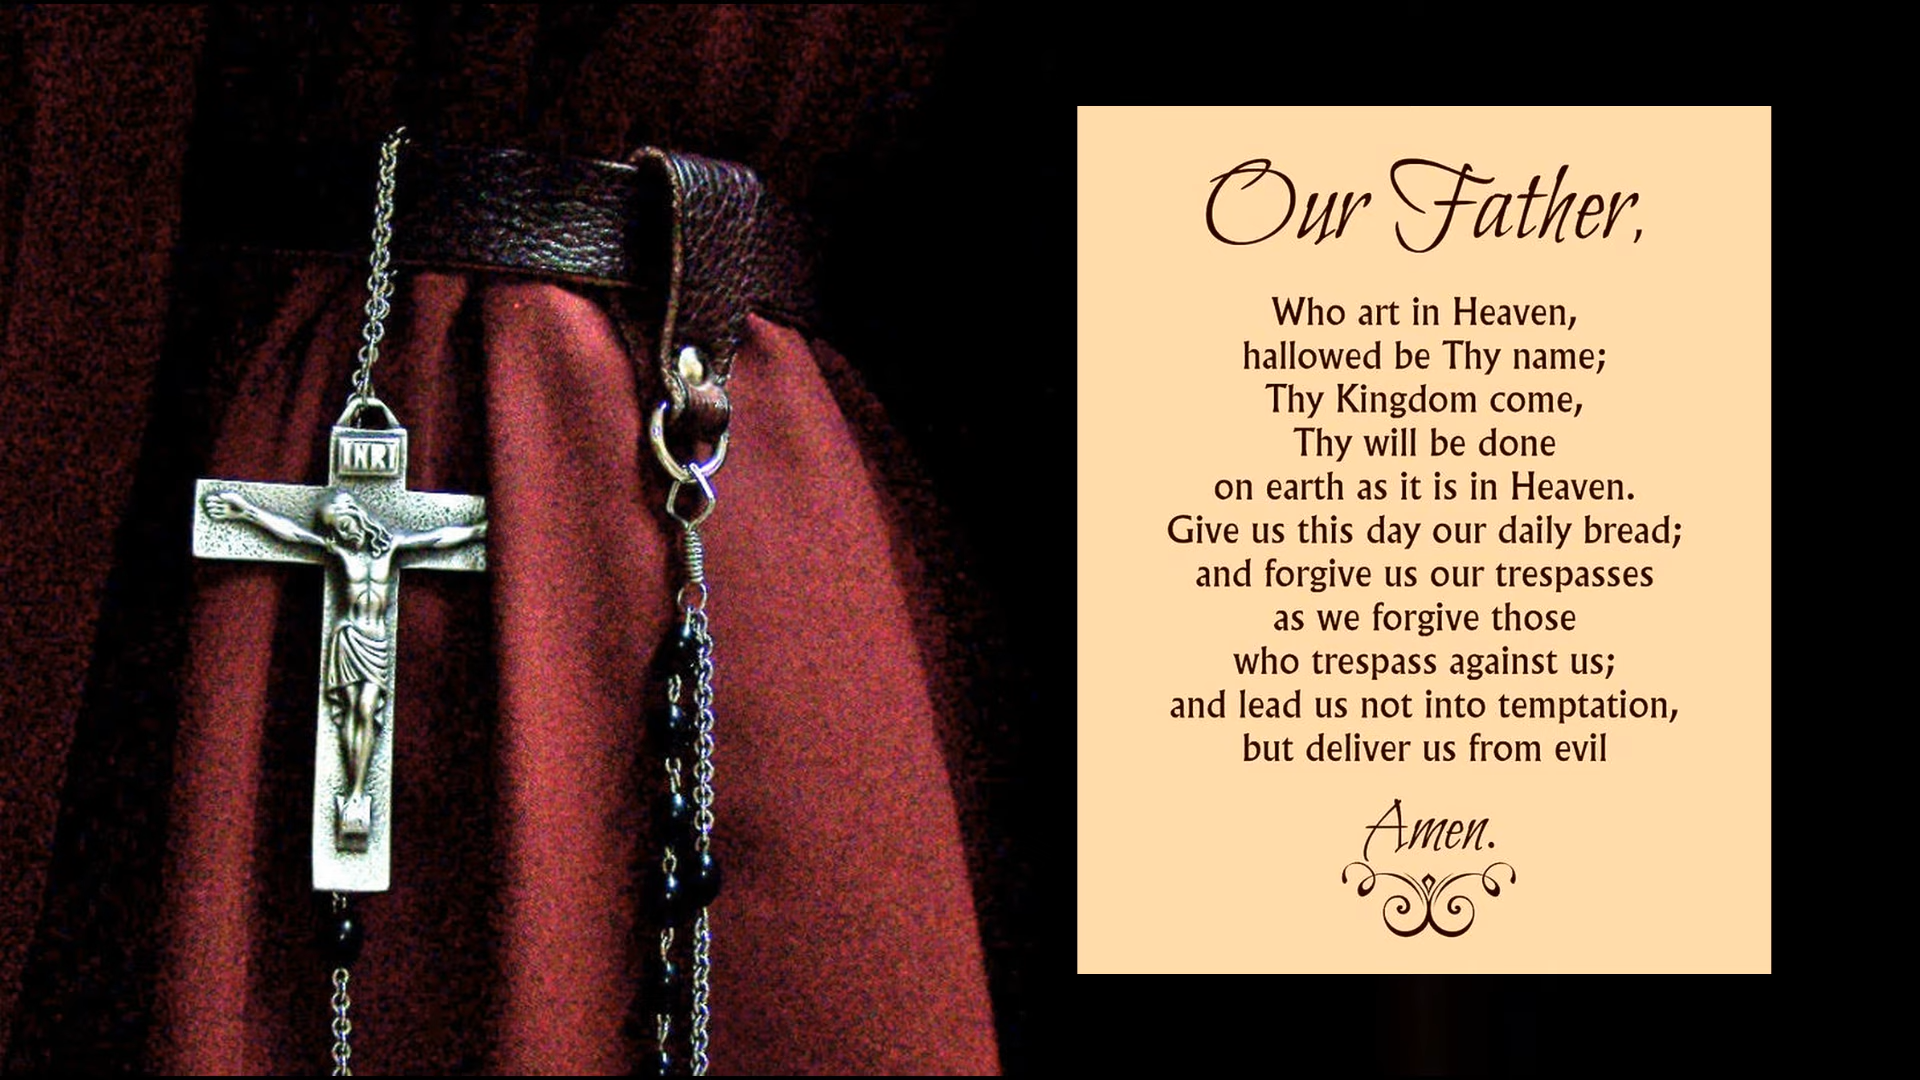 INRI
Our Father,
Who art in Heaven,
hallowed be Thy name;
Thy Kingdom come,
Thy will be done
on earth as it is in Heaven.
Give us this day our daily bread;
and forgive us our trespasses
as we forgive those
who trespass against us;
and lead us not into temptation,
but deliver us from evil
Amen.